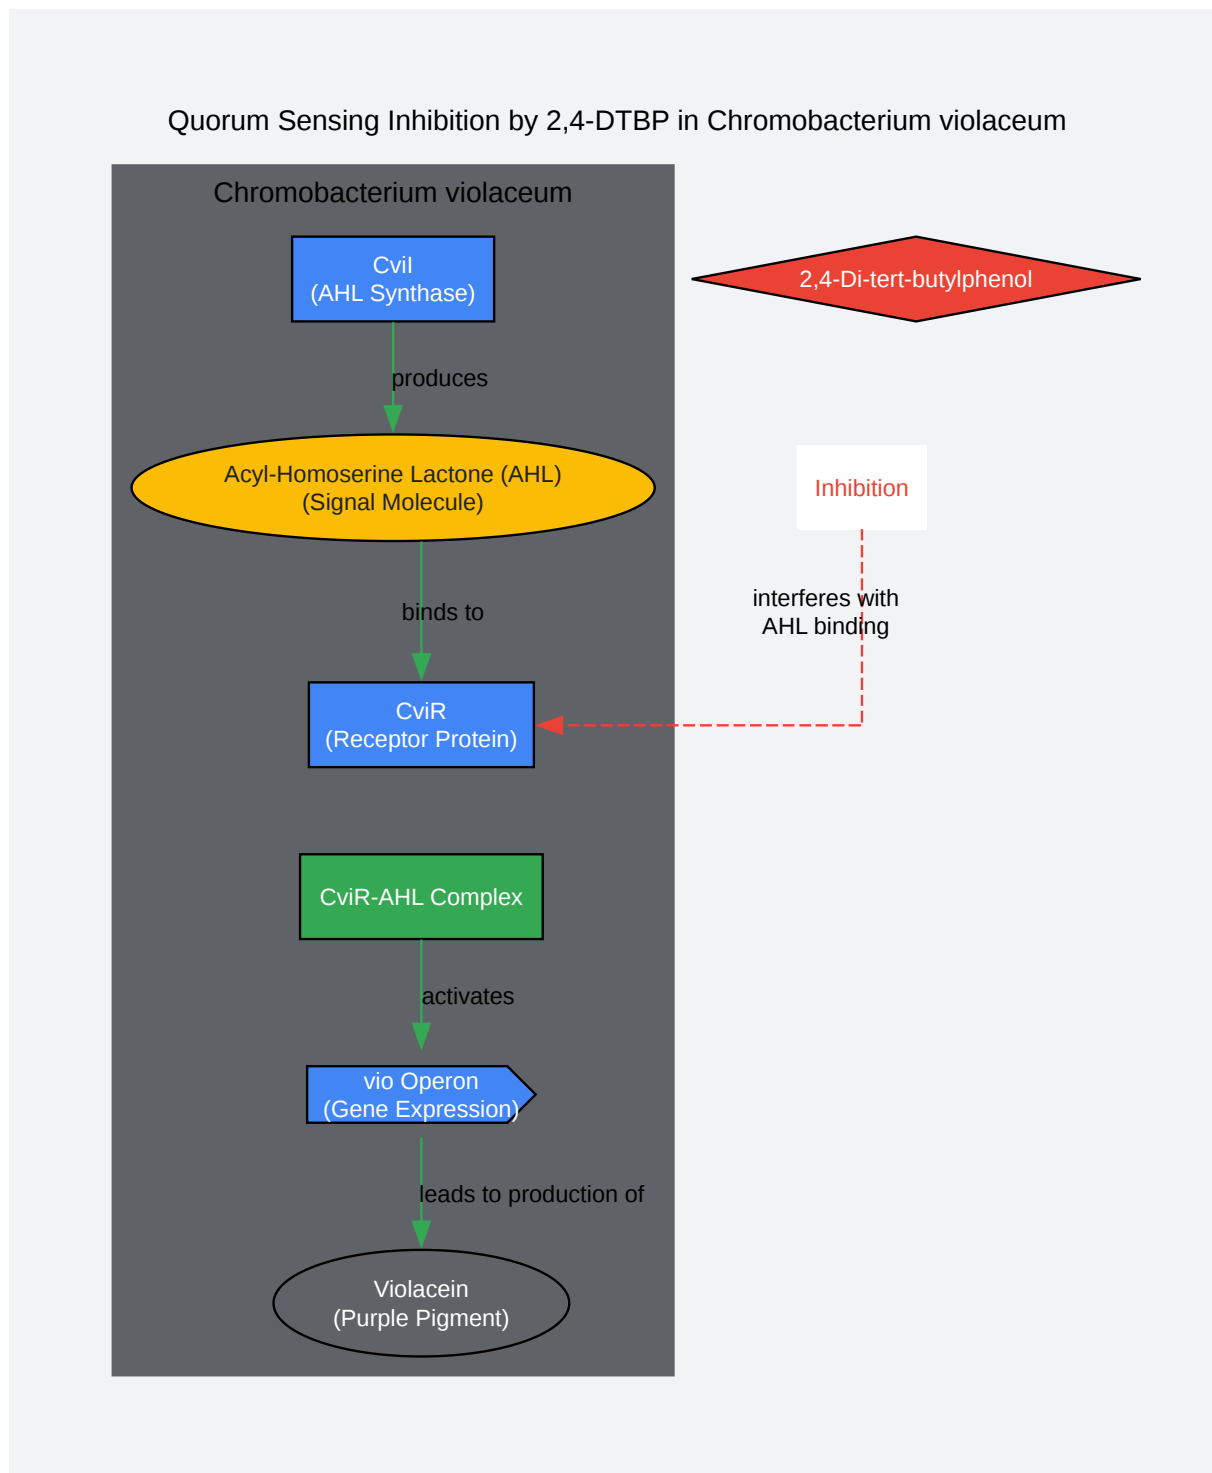 Quorum Sensing Inhibition by 2,4-DTBP in Chromobacterium violaceum
Chromobacterium violaceum
CviI
(AHL Synthase)
2,4-Di-tert-butylphenol
produces
Acyl-Homoserine Lactone (AHL)
(Signal Molecule)
Inhibition
binds to
interferes with
AHL binding
CviR
(Receptor Protein)
CviR-AHL Complex
activates
vio Operon
(Gene Expression)
leads to production of
Violacein
(Purple Pigment)